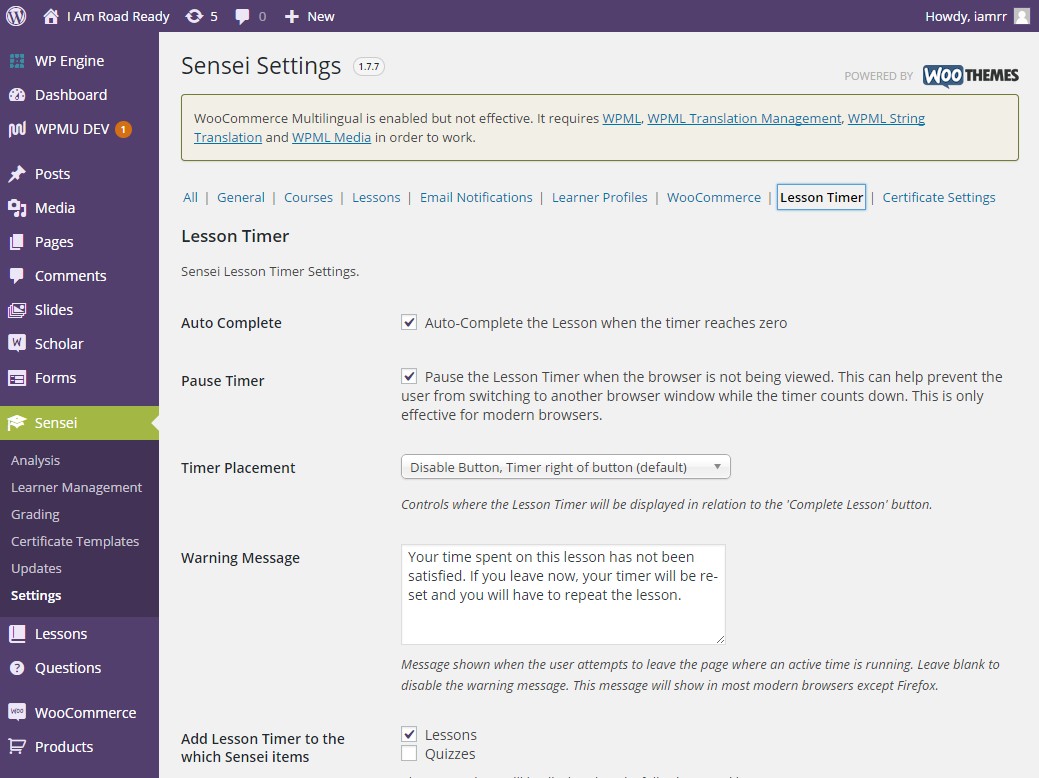 I Am Road Ready 5 0 New Howdy, iamrr
WP Engine
Dashboard
WPMU DEV 1
Posts
Media
Pages
Comments
Slides
Scholar
Forms
Sensei
Analysis
Learner Management
Grading
Certificate Templates
Updates
Settings
Lessons
Questions
WooCommerce
Products
Sensei Settings 1.7.7
POWERED BY WOOTHEMES
WooCommerce Multilingual is enabled but not effective. It requires WPML, WPML Translation Management, WPML String
Translation and WPML Media in order to work.
All | General | Courses | Lessons | Email Notifications | Learner Profiles | WooCommerce | Lesson Timer | Certificate Settings
Lesson Timer
Sensei Lesson Timer Settings.
Auto Complete
Auto-Complete the Lesson when the timer reaches zero
Pause Timer
Pause the Lesson Timer when the browser is not being viewed. This can help prevent the
user from switching to another browser window while the timer counts down. This is only
effective for modern browsers.
Timer Placement
Disable Button, Timer right of button (default)
Controls where the Lesson Timer will be displayed in relation to the 'Complete Lesson' button.
Warning Message
Your time spent on this lesson has not been
satisfied. If you leave now, your timer will be re-
set and you will have to repeat the lesson.
Message shown when the user attempts to leave the page where an active time is running. Leave blank to
disable the warning message. This message will show in most modern browsers except Firefox.
Add Lesson Timer to the
which Sensei items
Lessons
Quizzes